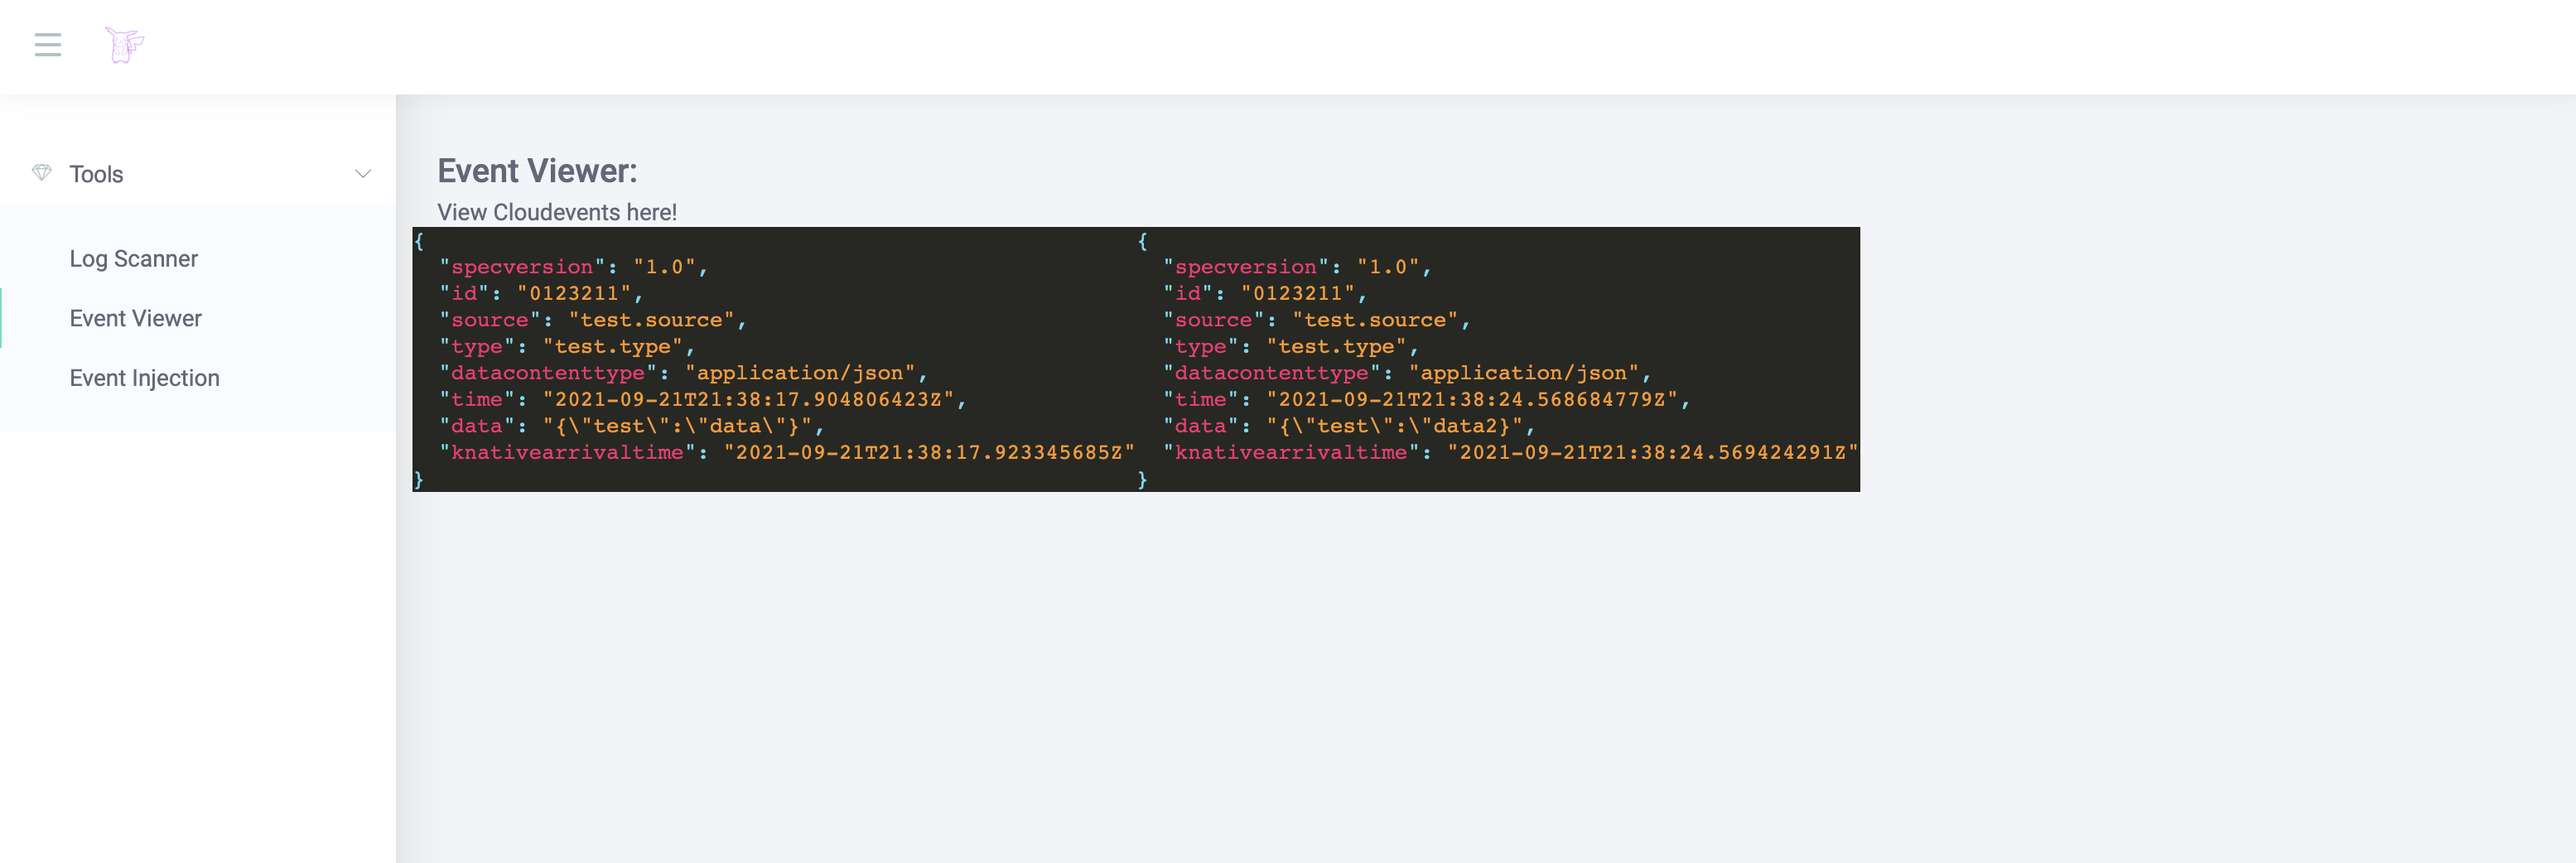 Tools
Log Scanner
Event Viewer
Event Injection
Event Viewer:
View Cloudevents here!
{
"specversion": "1.0",
"id": "0123211",
"source": "test.source",
"type": "test.type",
"datacontenttype": "application/json",
"time": "2021-09-21T21:38:17.904806423Z",
"data": "{\"test\":\"data\"}",
"knativearrivaltime": "2021-09-21T21:38:17.923345685Z"
}
{
"specversion": "1.0",
"id": "0123211",
"source": "test.source",
"type": "test.type",
"datacontenttype": "application/json",
"time": "2021-09-21T21:38:24.568684779Z",
"data": "{\"test\":\"data2}",
"knativearrivaltime": "2021-09-21T21:38:24.569424291Z"
}